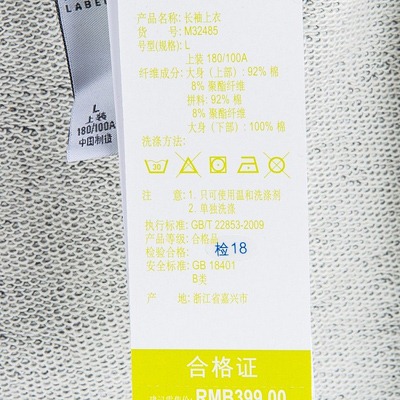 LABEL
L
上装
180/100A
中国制造
产品名称: 长袖上衣
货 号: M32485
号型(规格): L
上装 180/100A
纤维成分: 大身(上部): 92% 棉
8% 聚酯纤维
拼料: 92% 棉
8% 聚酯纤维
大身(下部): 100% 棉
洗涤方法:
1. 只可使用温和洗涤剂
2. 单独洗涤
执行标准: GB/T 22853-2009
产品等级: 合格品
检验合格: 检18
安全标准: GB 18401
B类
产 地: 浙江省嘉兴市
合格证
RMB399.00